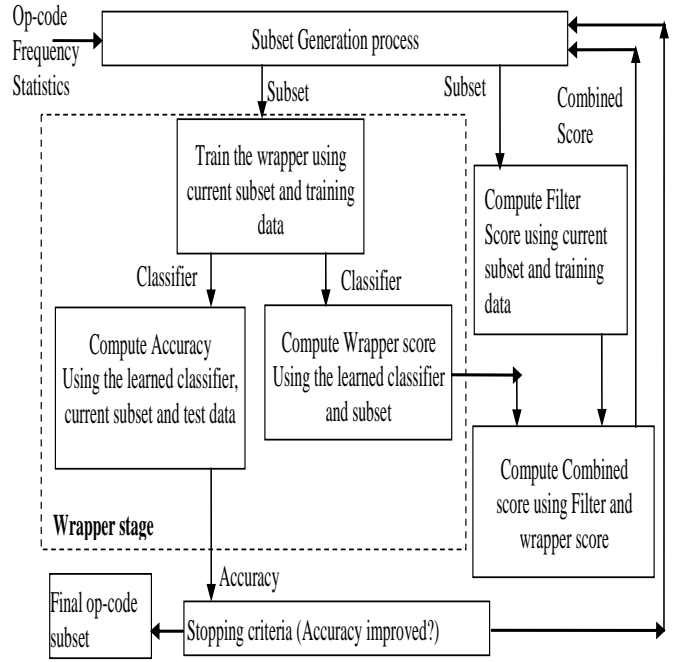 Op-code
Frequency
Statistics
Subset Generation process
Subset
Subset
Combined
Score
Train the wrapper using
current subset and training
data
Compute Filter
Score using current
subset and training
data
Classifier
Classifier
Compute Accuracy
Using the learned classifier,
current subset and test data
Compute Wrapper score
Using the learned classifier
and subset
Compute Combined
score using Filter and
wrapper score
Wrapper stage
Accuracy
Final op-code
subset
Stopping criteria (Accuracy improved?)